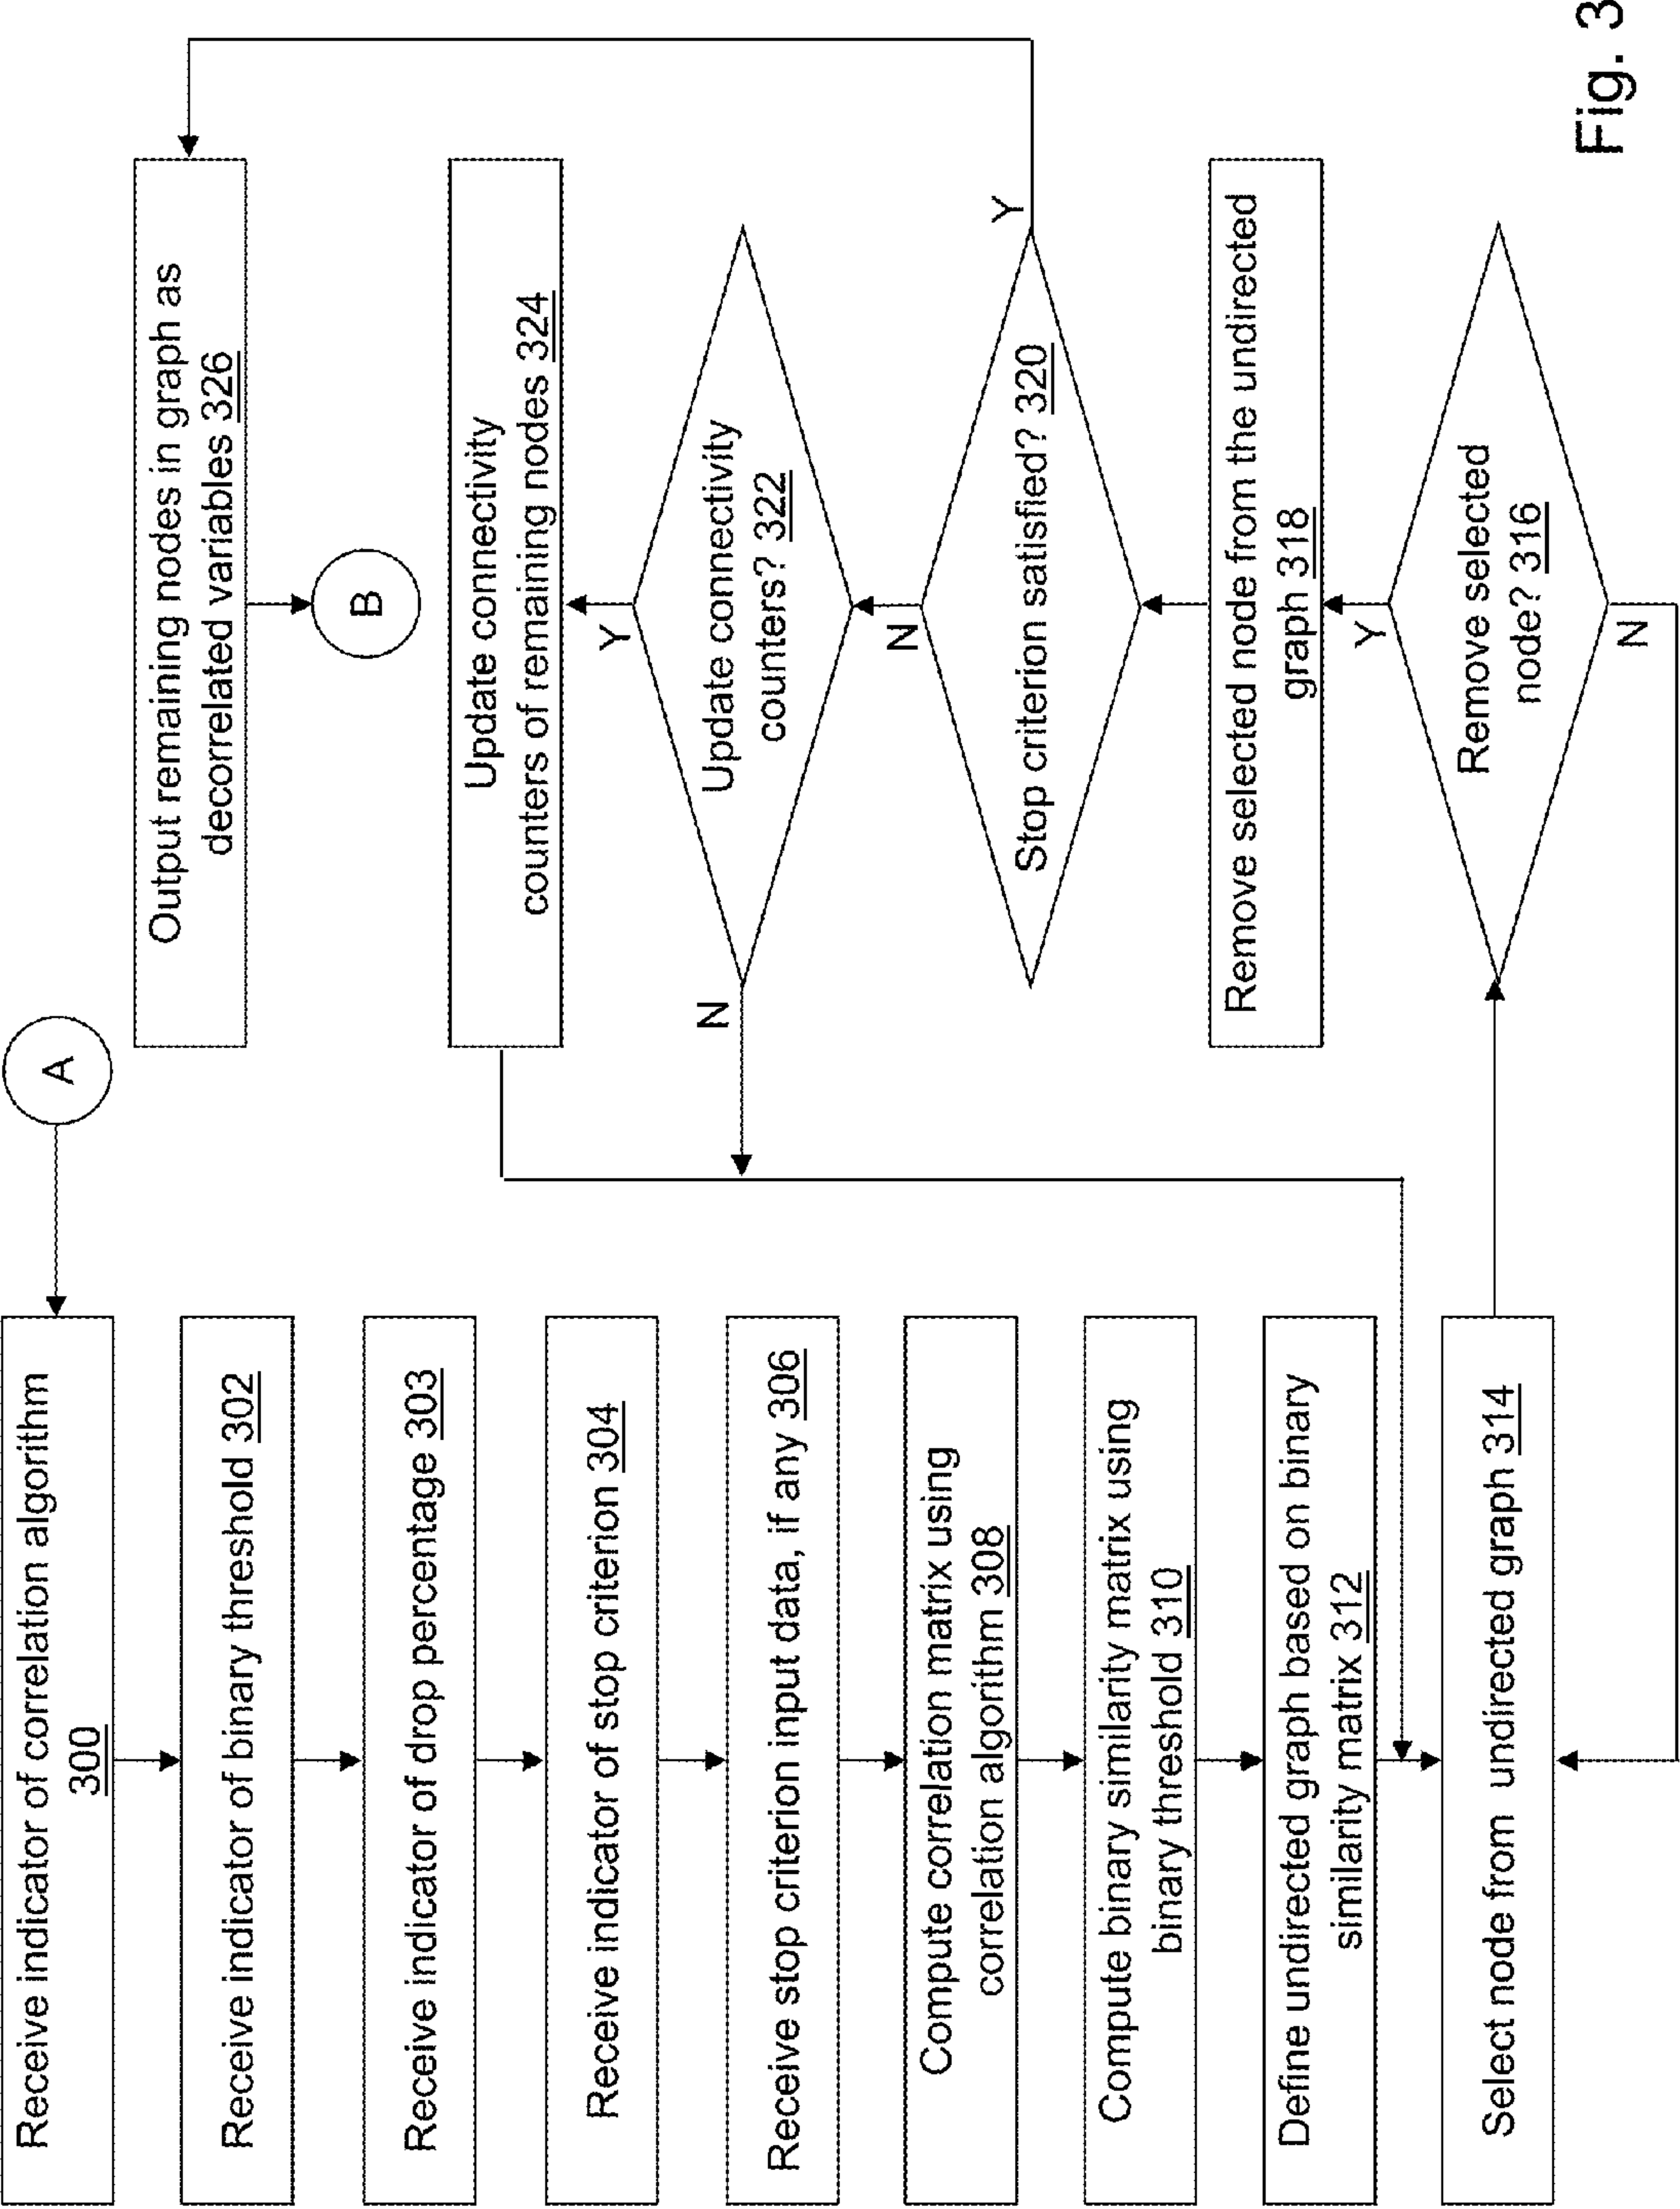 A
Receive indicator of correlation algorithm
300
Receive indicator of binary threshold 302
Receive indicator of drop percentage 303
Receive indicator of stop criterion 304
Receive stop criterion input data, if any 306
Compute correlation matrix using
correlation algorithm 308
Compute binary similarity matrix using
binary threshold 310
Define undirected graph based on binary
similarity matrix 312
Select node from undirected graph 314
Output remaining nodes in graph as
decorrelated variables 326
B
Update connectivity
counters of remaining nodes 324
Y
Update connectivity
counters? 322
N
N
Stop criterion satisfied? 320
Y
Remove selected node from the undirected
graph 318
Y
Remove selected
node? 316
N
Fig. 3